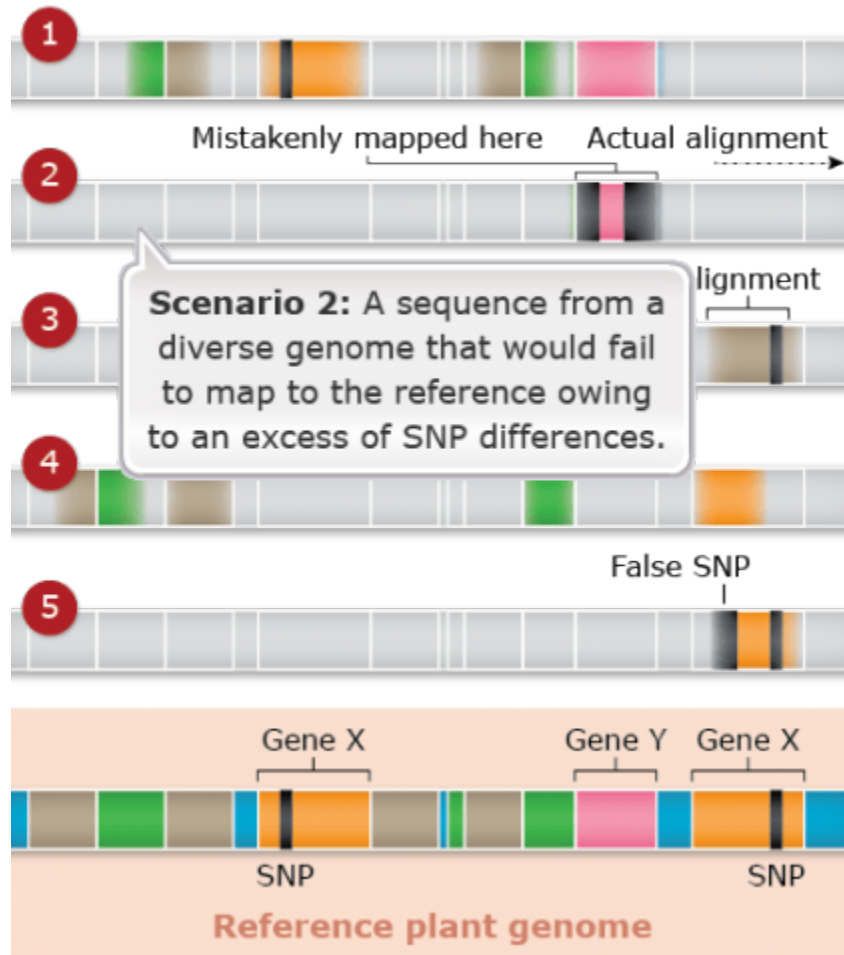 1
Mistakenly mapped here Actual alignment
2
Scenario 2: A sequence from a
diverse genome that would fail
to map to the reference owing
to an excess of SNP differences.
lignment
3
4
False SNP
5
Gene X Gene Y Gene X
SNP SNP
Reference plant genome